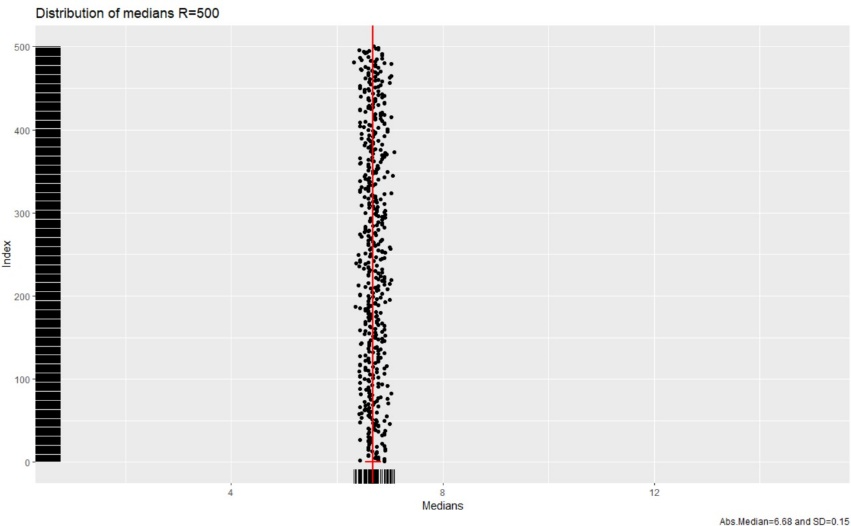 Distribution of medians R=500
500
400
300
200
100
0
Index
4 8 12
Medians
Abs.Median=6.68 and SD=0.15